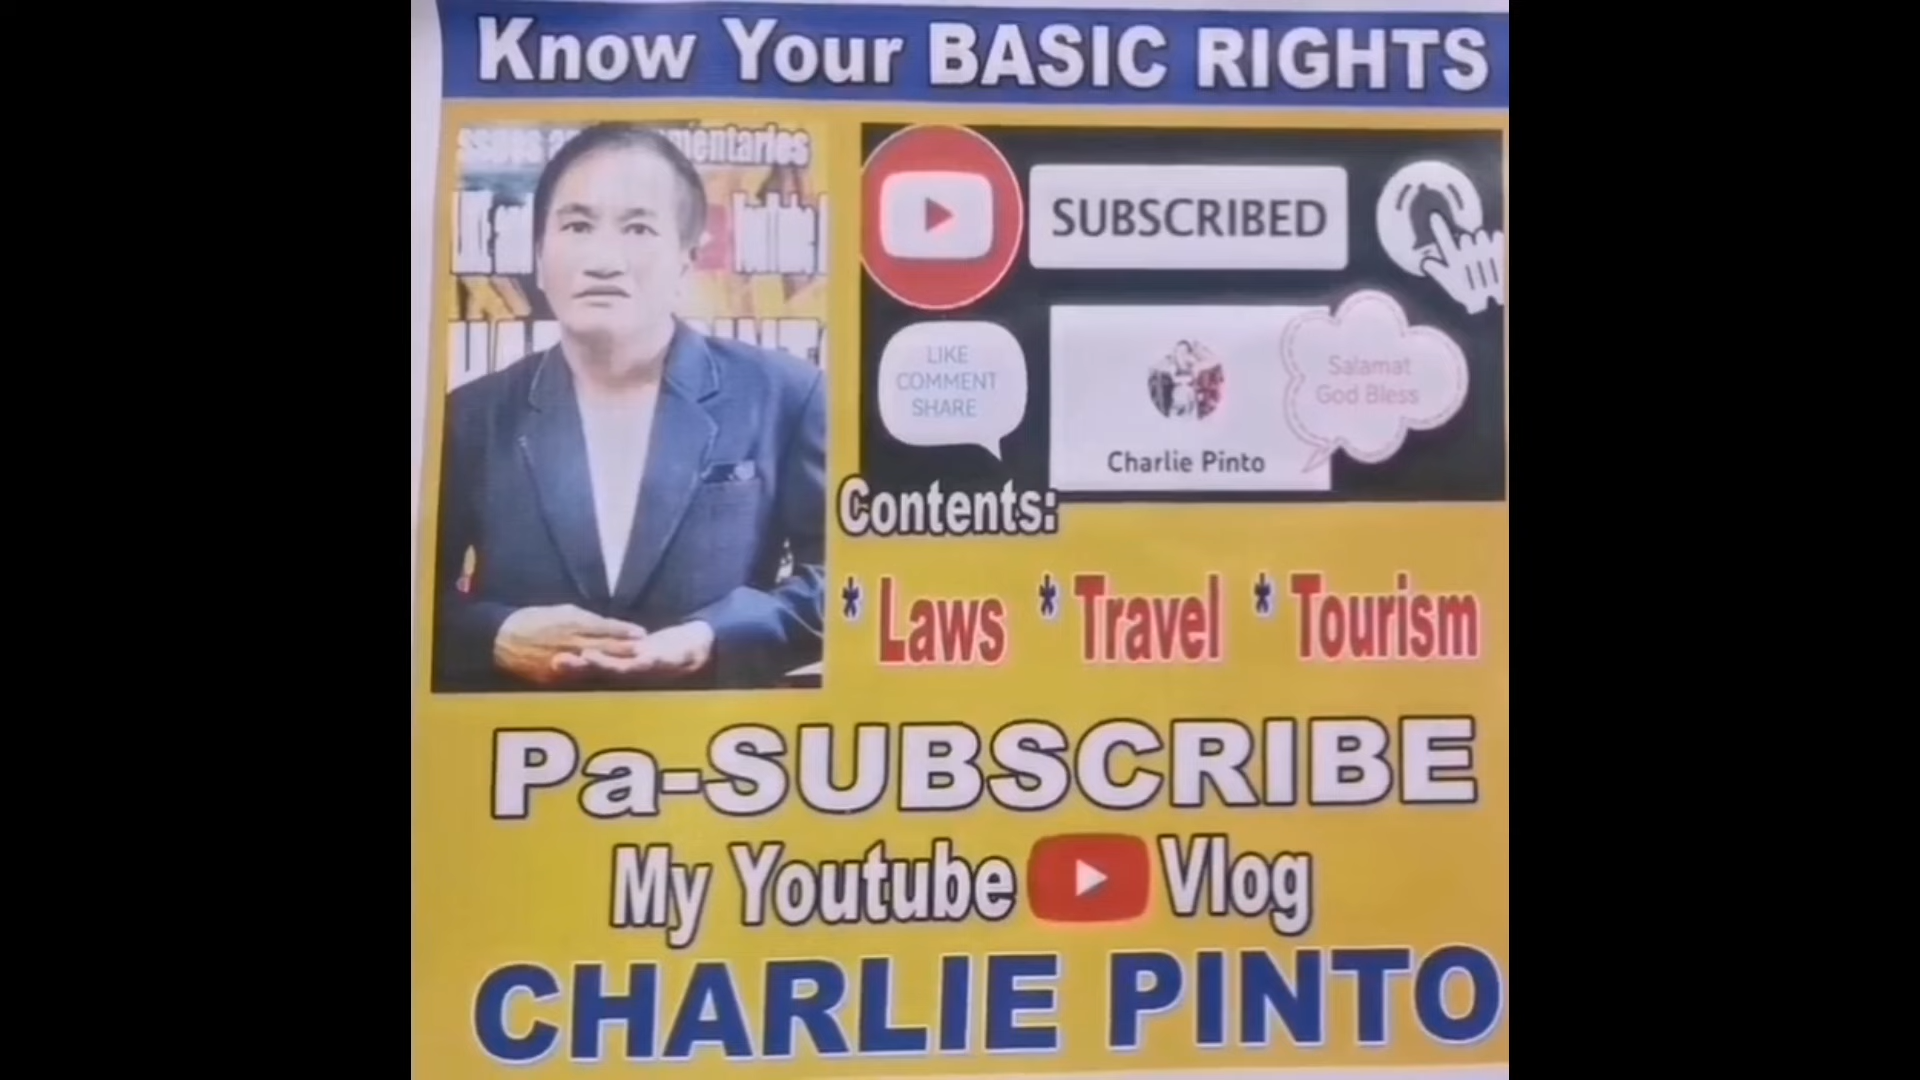 Know Your BASIC RIGHTS
SUBSCRIBED
LIKE
COMMENT
SHARE
Salamat
God Bless
Charlie Pinto
Contents:
* Laws * Travel * Tourism
Pa-SUBSCRIBE
My Youtube Vlog
CHARLIE PINTO